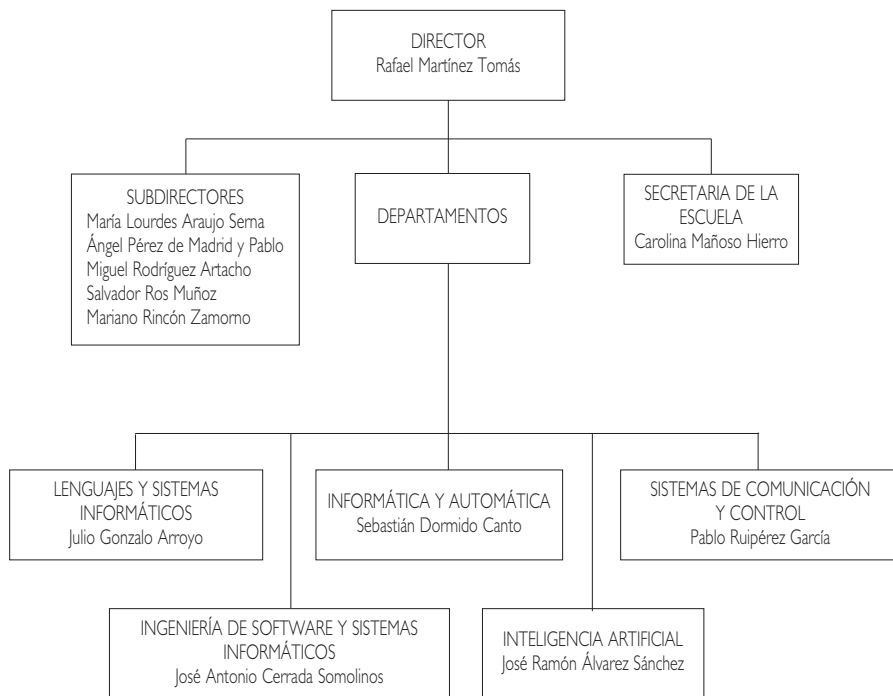 DIRECTOR
Rafael Martínez Tomás
SUBDIRECTORES
María Lourdes Araujo Serna
Ángel Pérez de Madrid y Pablo
Miguel Rodríguez Artacho
Salvador Ros Muñoz
Mariano Rincón Zamorno
DEPARTAMENTOS
SECRETARIA DE LA
ESCUELA
Carolina Mañoso Hierro
LENGUAJES Y SISTEMAS
INFORMÁTICOS
Julio Gonzalo Arroyo
INFORMÁTICA Y AUTOMÁTICA
Sebastián Dormido Canto
SISTEMAS DE COMUNICACIÓN
Y CONTROL
Pablo Ruipérez García
INGENIERÍA DE SOFTWARE Y SISTEMAS
INFORMÁTICOS
José Antonio Cerrada Somolinos
INTELIGENCIA ARTIFICIAL
José Ramón Álvarez Sánchez